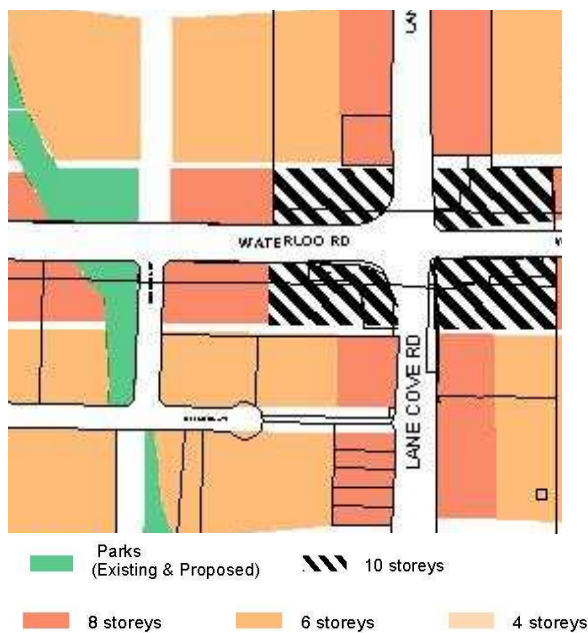 WATERLOO RD
LANE COVE RD
Parks
(Existing & Proposed)
10 storeys
8 storeys
6 storeys
4 storeys